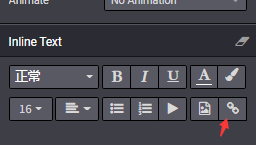 Animate No Animation
Inline Text
正常 B I U A
16